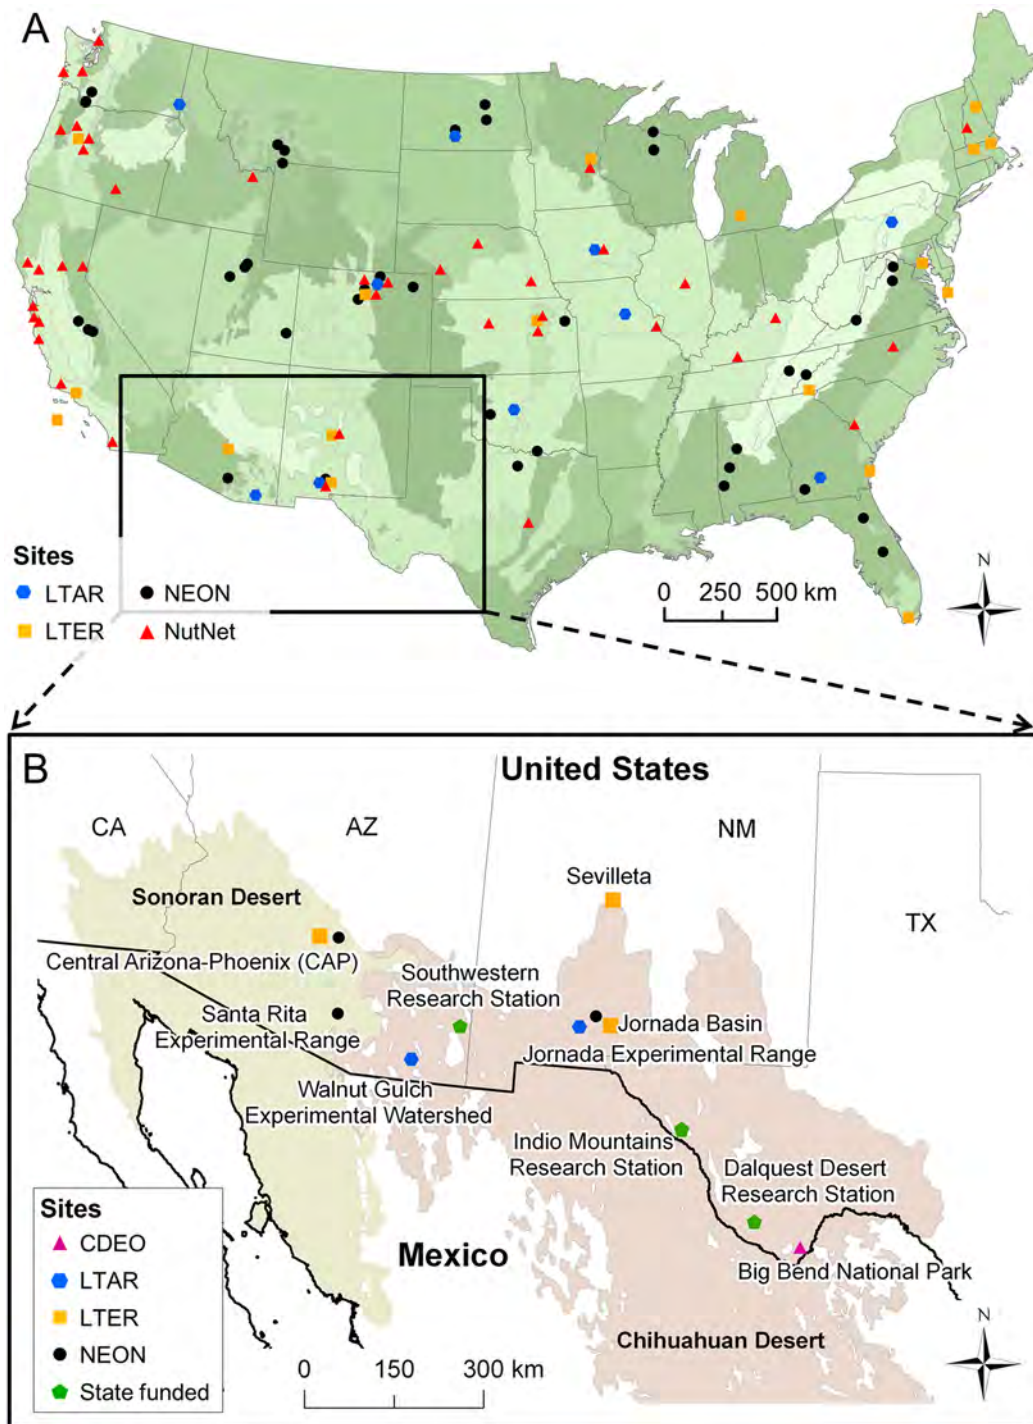 A
N
Sites
LTAR
NEON
LTER
NutNet
0 250 500 km
B
United States
CA
AZ
NM
TX
Sevilleta
Sonoran Desert
Central Arizona-Phoenix (CAP)
Southwestern
Research Station
Santa Rita
Experimental Range
Jornada Basin
Jornada Experimental Range
Walnut Gulch
Experimental Watershed
Indio Mountains
Research Station
Dalquest Desert
Research Station
Mexico
Big Bend National Park
Chihuahuan Desert
Sites
CDEO
LTAR
LTER
NEON
State funded
0 150 300 km
N